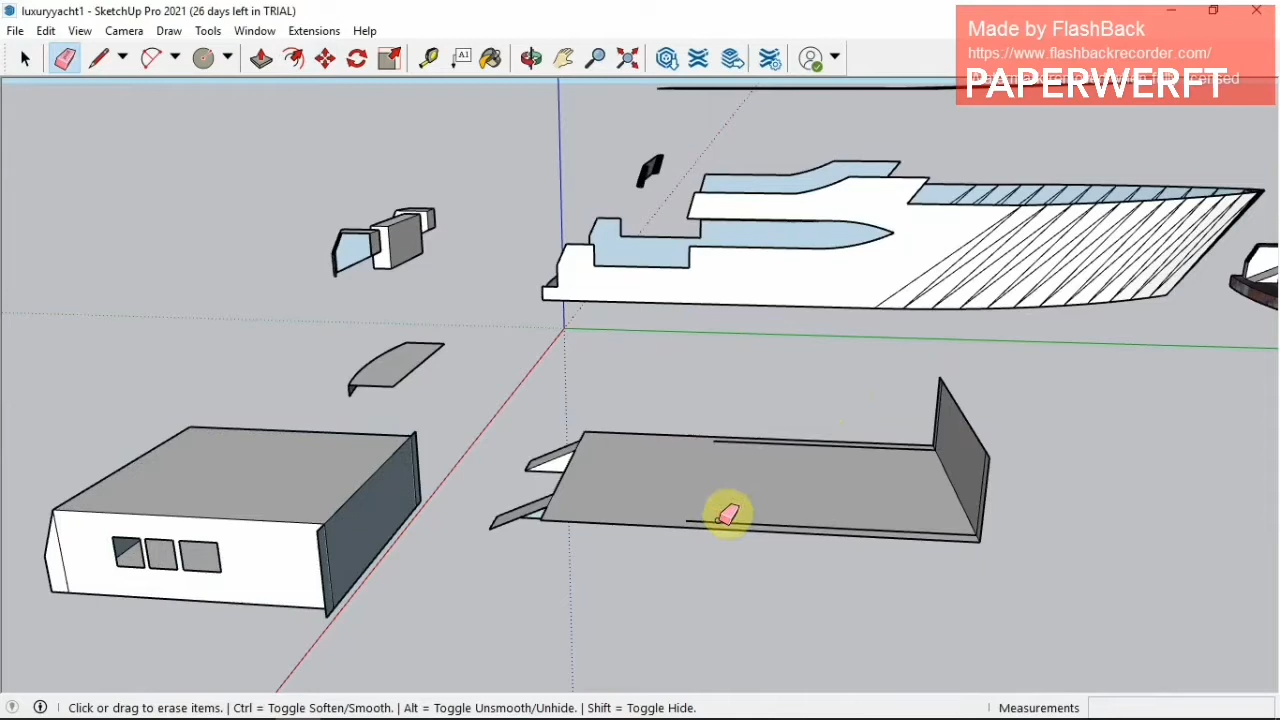 luxuryyacht1 - SketchUp Pro 2021 (26 days left in TRIAL)
File Edit View Camera Draw Tools Window Extensions Help
A1
Made by FlashBack
https://www.flashbackrecorder.com/
PAPERWERFT
Click or drag to erase items. | Ctrl = Toggle Soften/Smooth. | Alt = Toggle Unsmooth/Unhide. | Shift = Toggle Hide.
Measurements